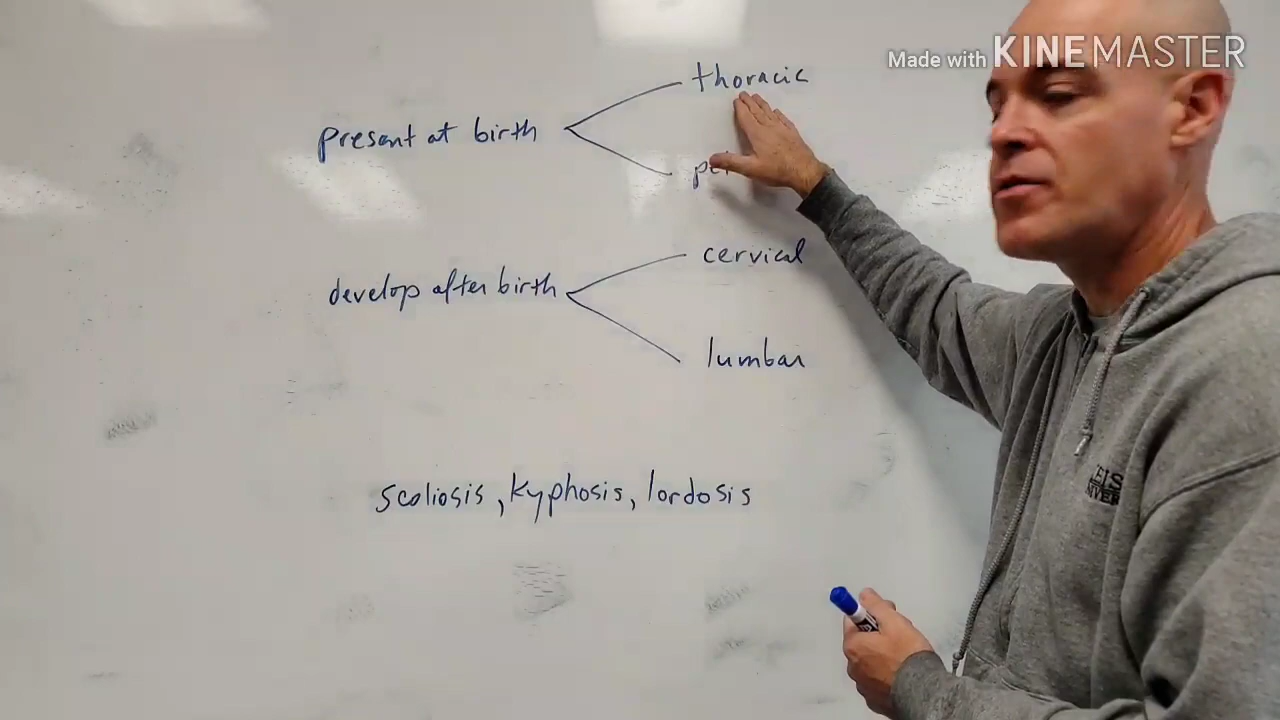 Made with KINEMASTER
thoracic
present at birth
cervical
develop after birth
lumbar
scoliosis, kyphosis, lordosis